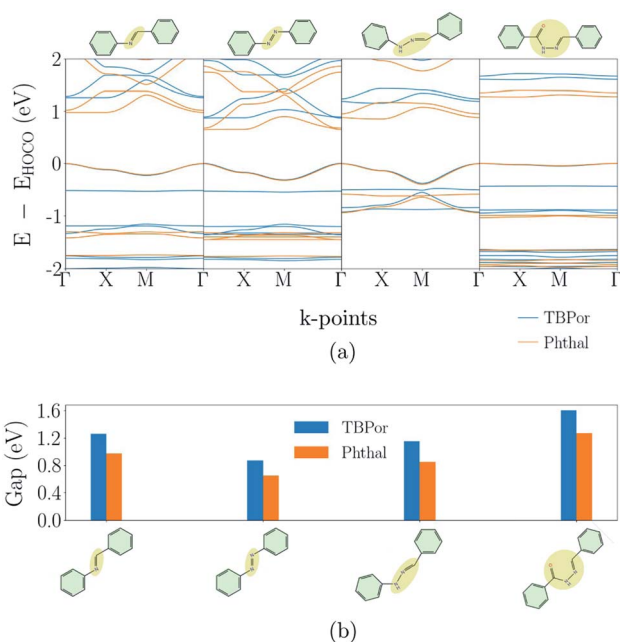 N
N N
N H N
O N H N
E − E_HOCO (eV)
2
1
0
-1
-2
Γ X M Γ X M Γ X M Γ X M Γ
k-points
TBPor
Phthal
(a)
Gap (eV)
1.6
1.2
0.8
0.4
0.0
TBPor
Phthal
N
N N
N H N
O N H N
(b)